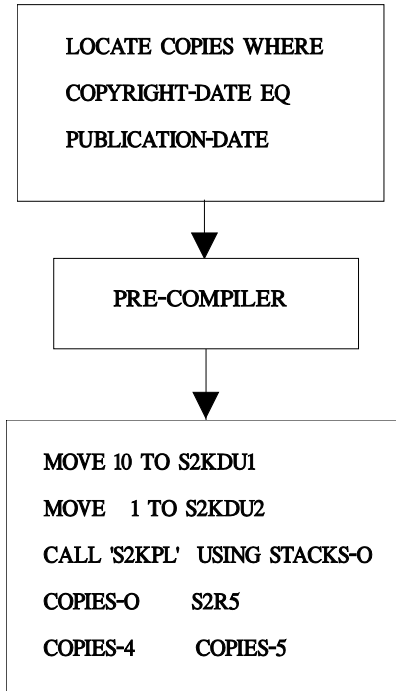 LOCATE COPIES WHERE
COPYRIGHT-DATE EQ
PUBLICATION-DATE
PRE-COMPILER
MOVE 10 TO S2KDU1
MOVE 1 TO S2KDU2
CALL 'S2KPL' USING STACKS-O
COPIES-O S2R5
COPIES-4 COPIES-5